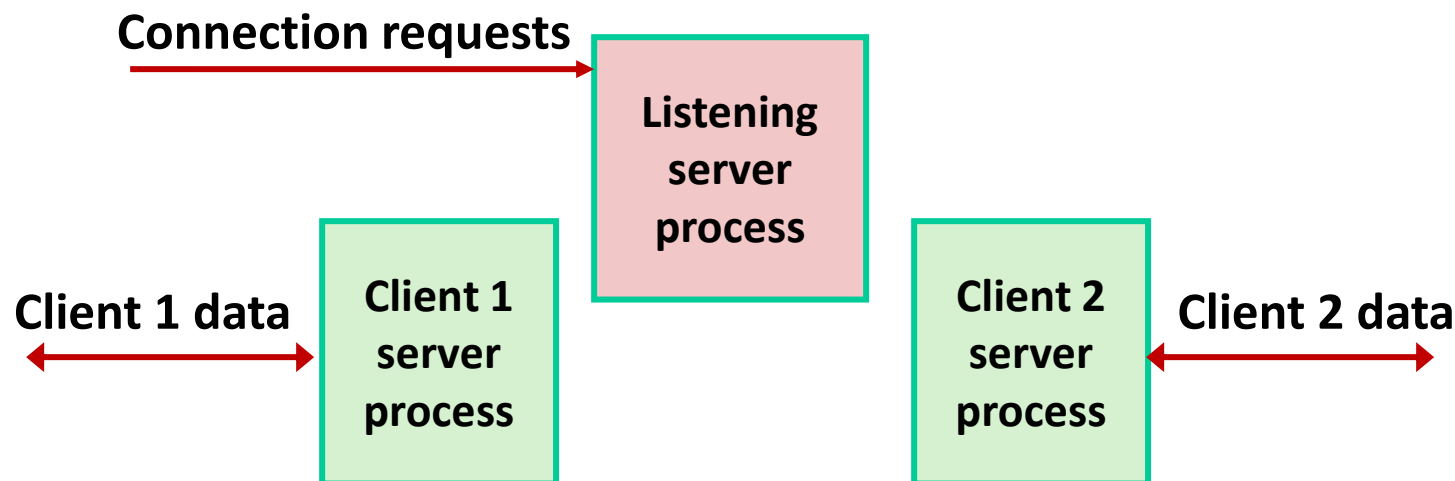 Connection requests
Listening
server
process
Client 1 data
Client 1
server
process
Client 2
server
process
Client 2 data